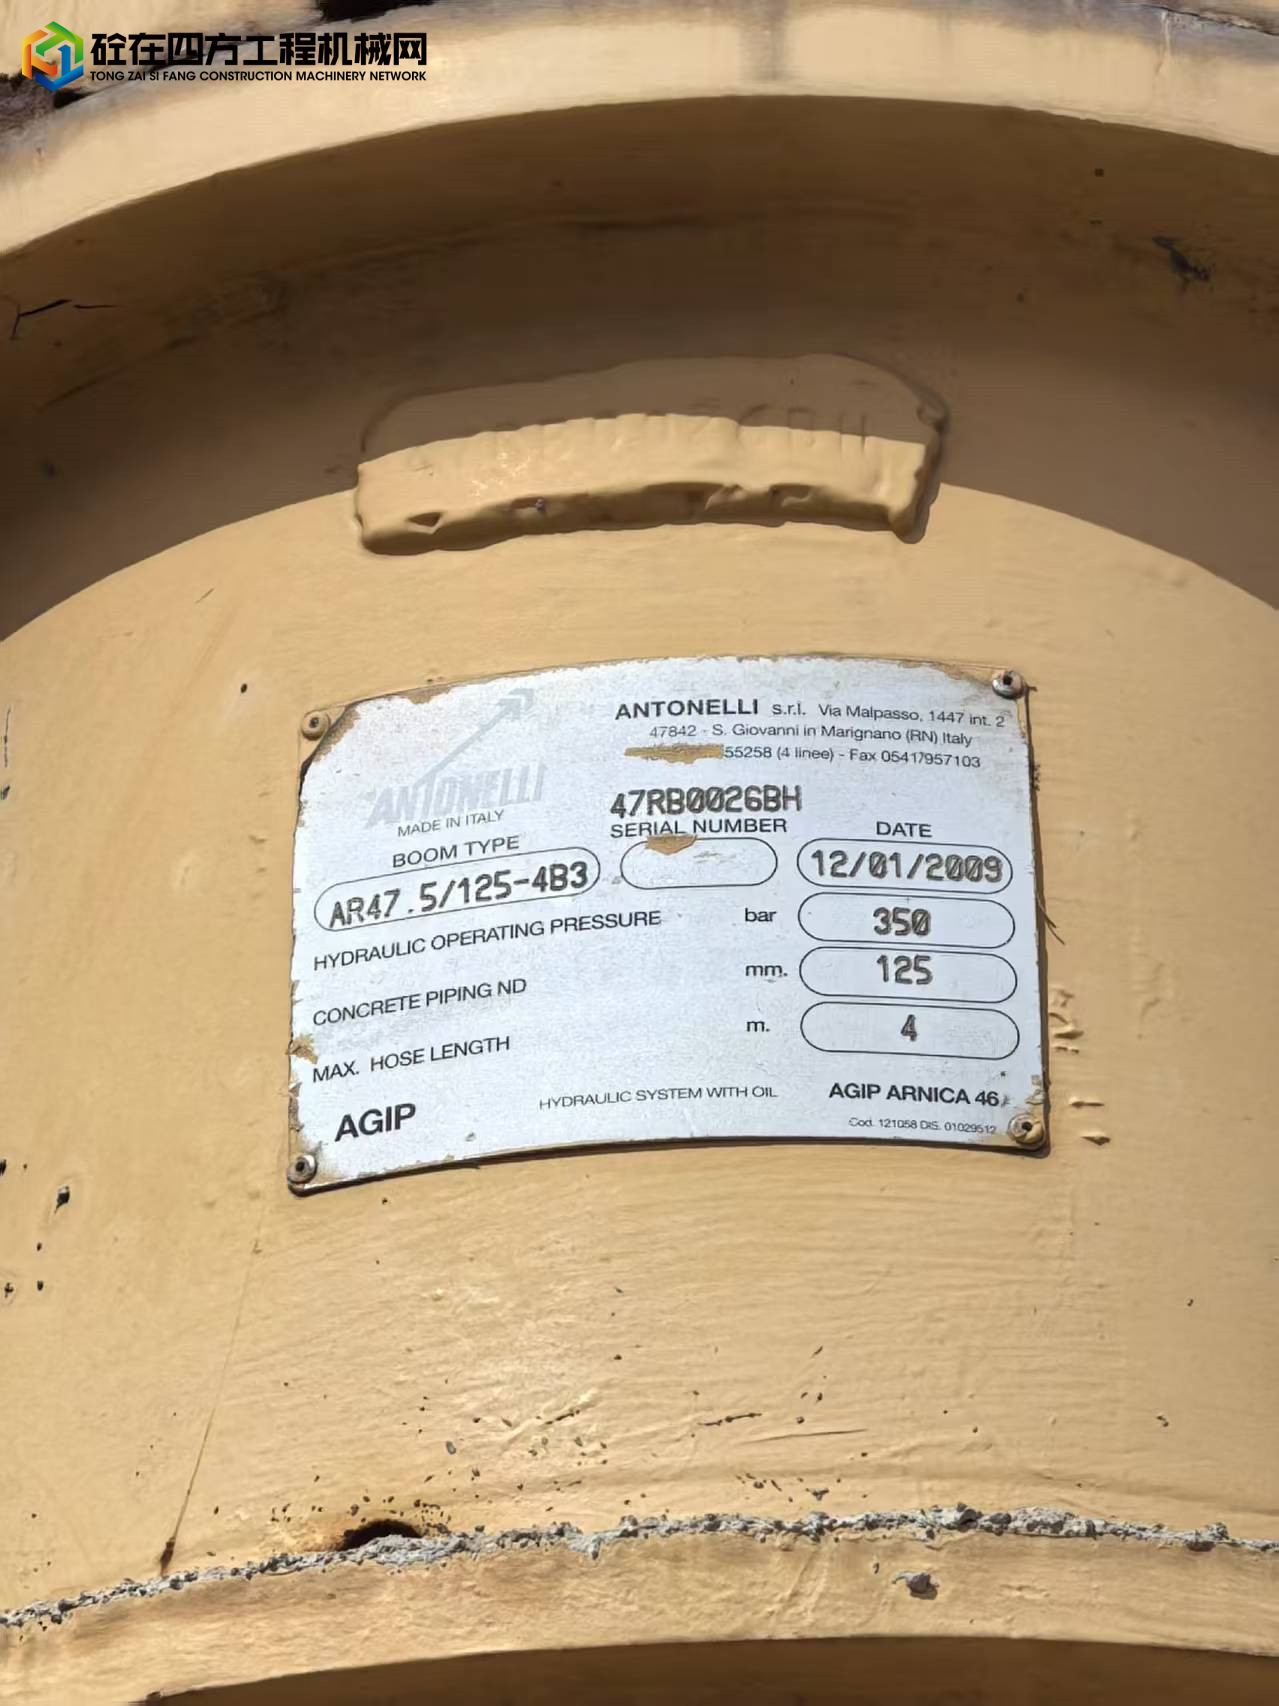 砼在四方工程机械网
TONG ZAI SI FANG CONSTRUCTION MACHINERY NETWORK
26BH
ANTONELLI
MADE IN ITALY
ANTONELLI s.r.l. Via Malpasso, 1447 int. 2
47842 - S. Giovanni in Marignano (RN) Italy
55258 (4 linee) - Fax 0541/957103
47RB0026BH
SERIAL NUMBER
BOOM TYPE
AR47.5/125-4B3
DATE
12/01/2009
HYDRAULIC OPERATING PRESSURE bar 350
CONCRETE PIPING ND mm. 125
MAX. HOSE LENGTH m. 4
AGIP HYDRAULIC SYSTEM WITH OIL AGIP ARNICA 46
Cod. 121058 DIS. 01029512